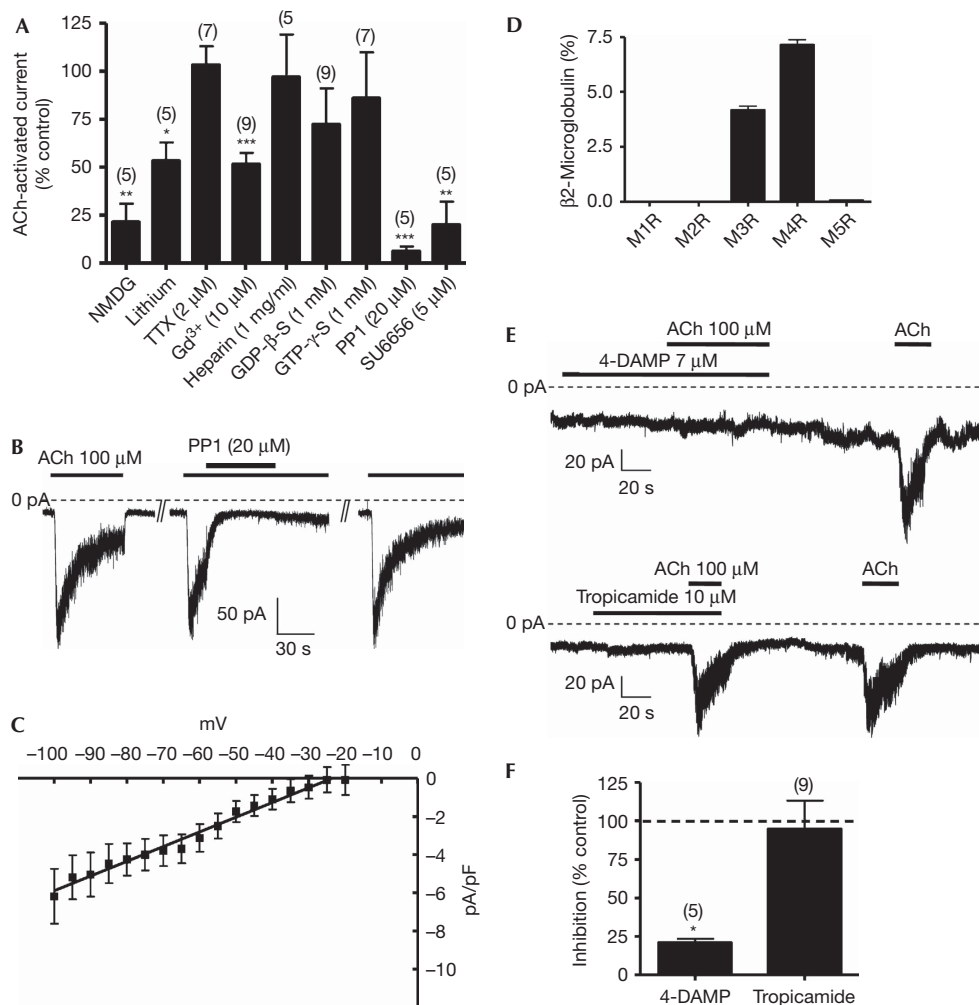 A
ACh-activated current
(% control)
125
100
75
50
25
0
(5)
**
(5)
*
(7)
(9)
***
(5)
(9)
(7)
(5)
***
(5)
**
NMDG
Lithium
TTX (2 μM)
Gd³⁺ (10 μM)
Heparin (1 mg/ml)
GDP-β-S (1 mM)
GTP-γ-S (1 mM)
PP1 (20 μM)
SU6656 (5 μM)
B
PP1 (20 μM)
ACh 100 μM
0 pA
50 pA
30 s
C
mV
−100 −90 −80 −70 −60 −50 −40 −30 −20 −10 0
0
−2
−4
−6
−8
−10
pA/pF
D
β2-Microglobulin (%)
7.5
5.0
2.5
0.0
M1R
M2R
M3R
M4R
M5R
E
ACh 100 μM
ACh
4-DAMP 7 μM
0 pA
20 pA
20 s
ACh 100 μM
ACh
Tropicamide 10 μM
0 pA
20 pA
20 s
F
Inhibition (% control)
125
100
75
50
25
0
(5)
*
(9)
4-DAMP
Tropicamide